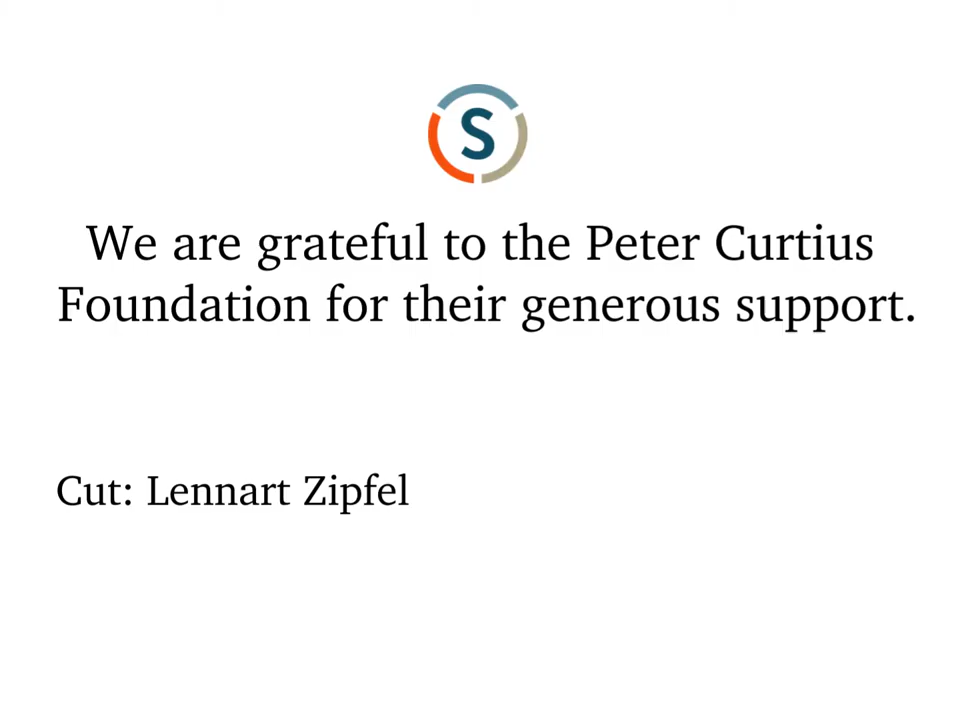 S
We are grateful to the Peter Curtius
Foundation for their generous support.
Cut: Lennart Zipfel